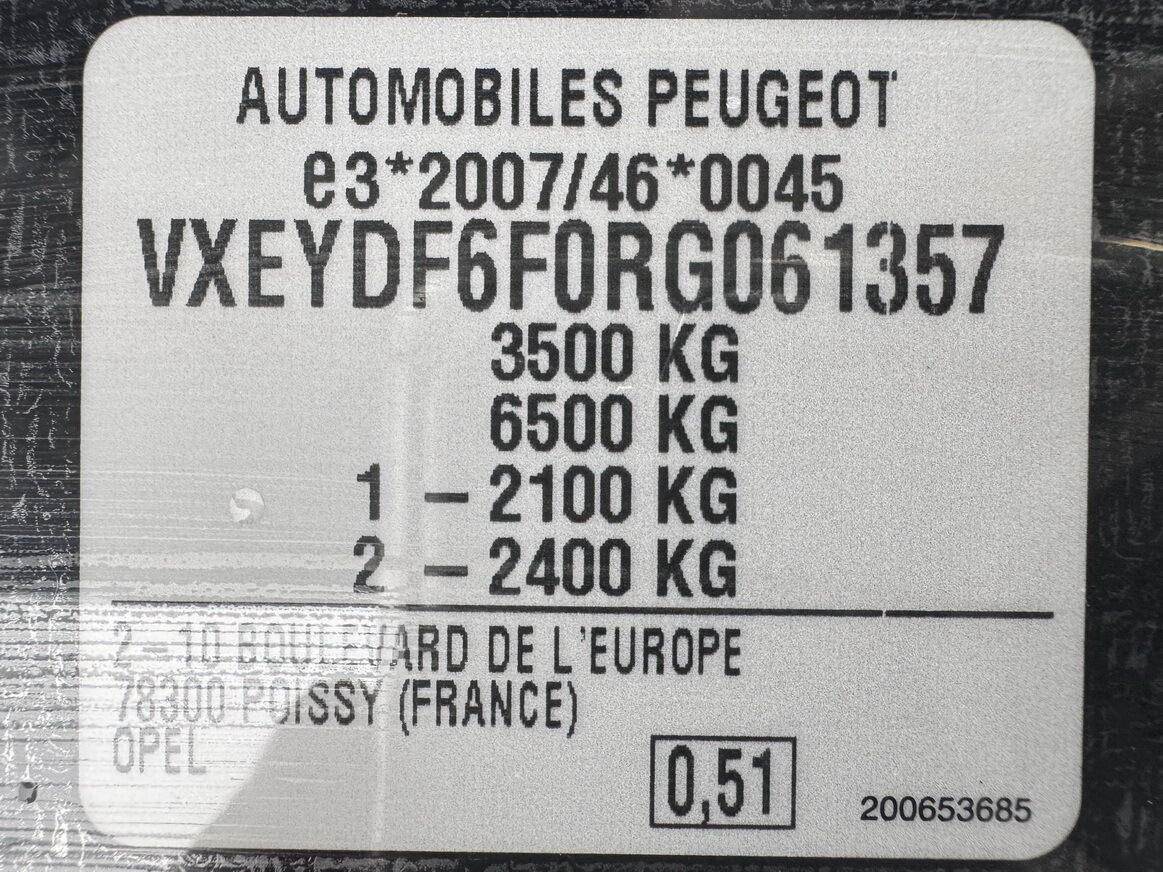 AUTOMOBILES PEUGEOT
e3*2007/46*0045
VXEYDF6F0RG061357
3500 KG
6500 KG
1 – 2100 KG
2 – 2400 KG
2 – 10 BOULEVARD DE L'EUROPE
78300 POISSY (FRANCE)
OPEL
0,51
200653685